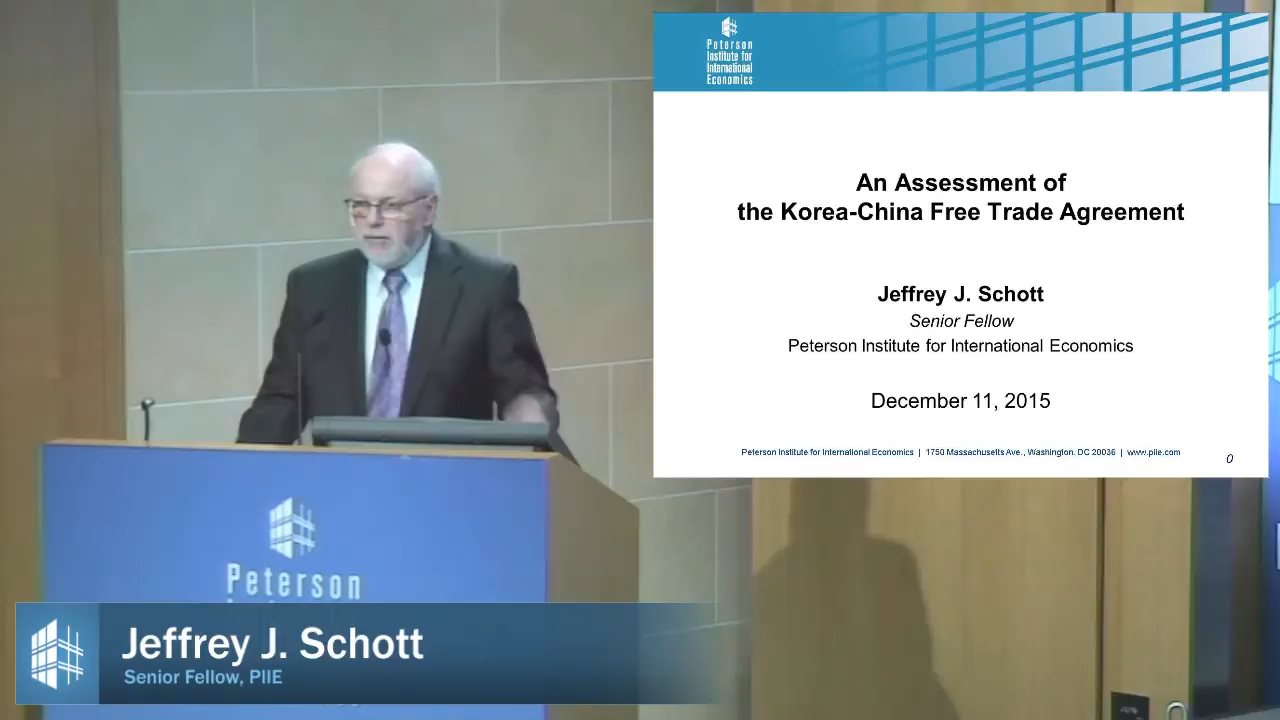 Peterson
Institute for
International
Economics
An Assessment of
the Korea-China Free Trade Agreement
Jeffrey J. Schott
Senior Fellow
Peterson Institute for International Economics
December 11, 2015
Peterson Institute for International Economics | 1750 Massachusetts Ave., Washington, DC 20036 | www.piie.com
0
Peterson
Jeffrey J. Schott
Senior Fellow, PIIE